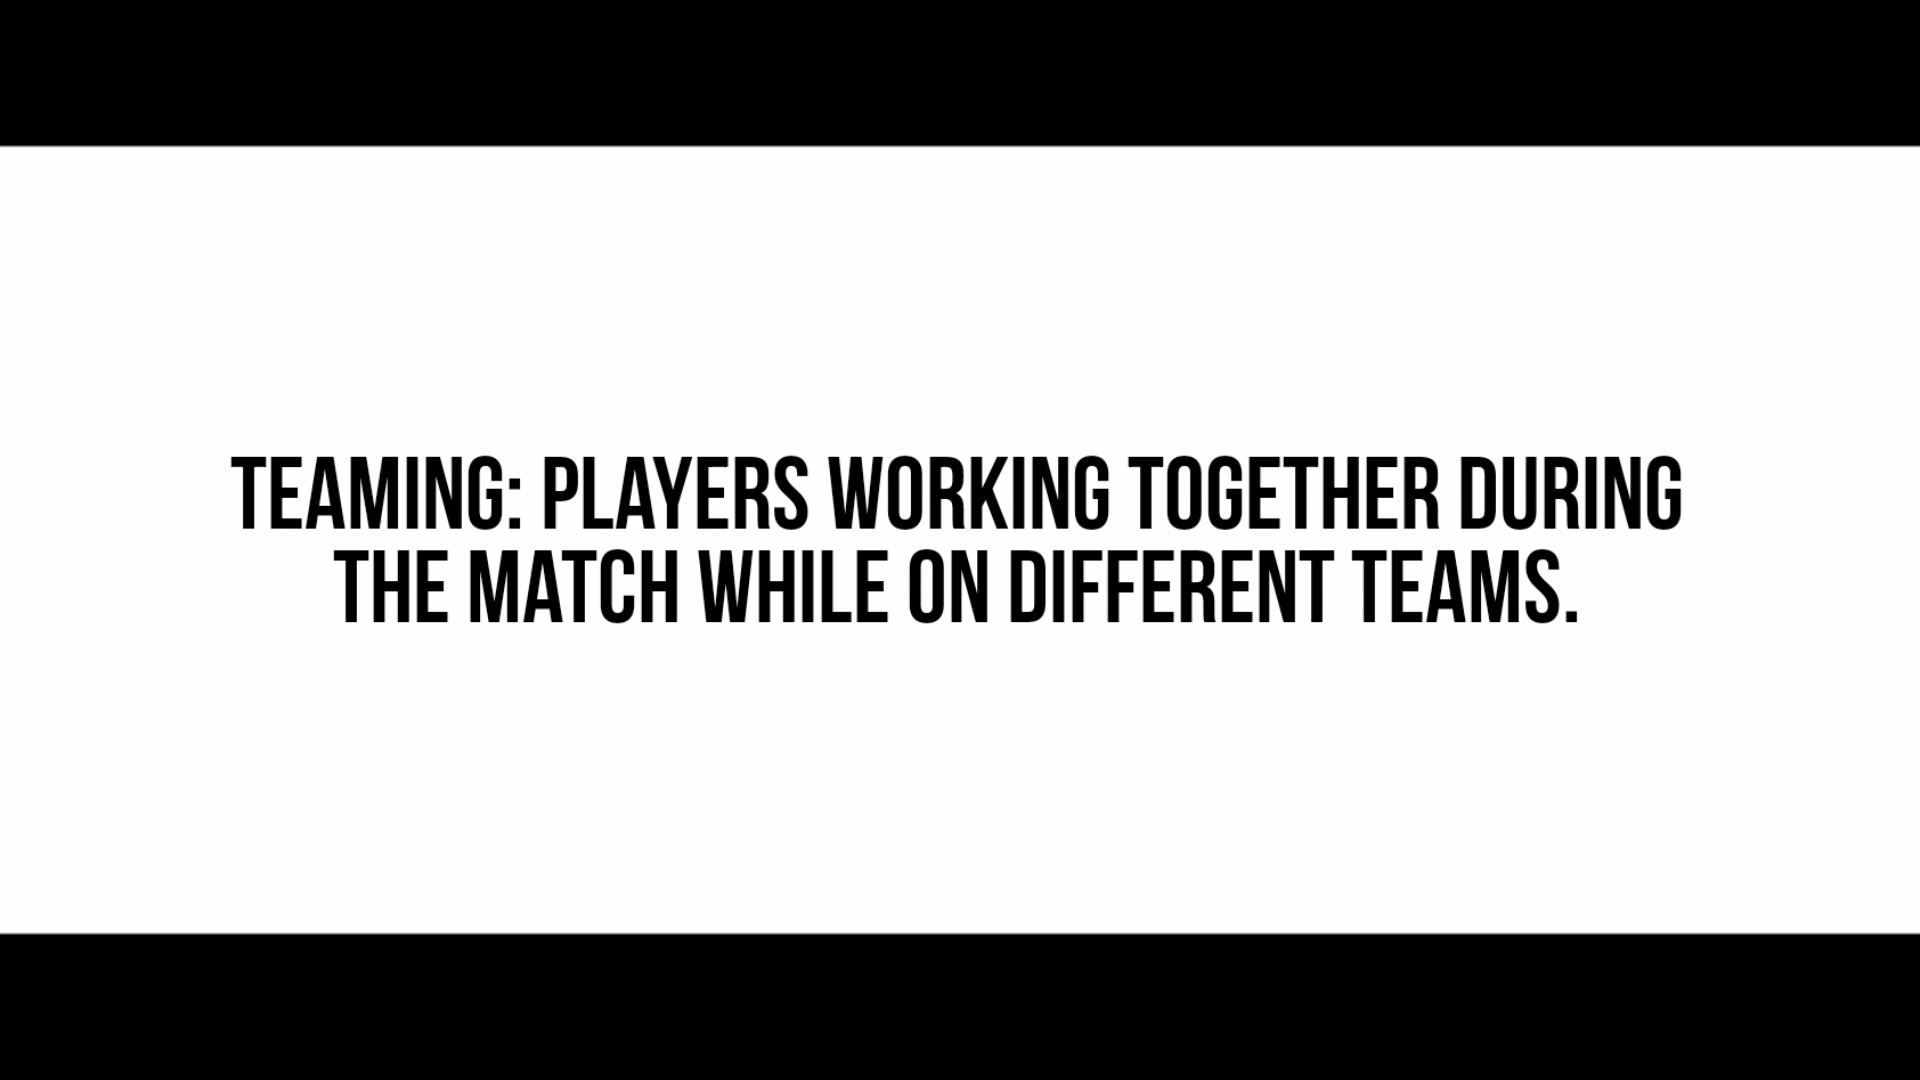 TEAMING: PLAYERS WORKING TOGETHER DURING
THE MATCH WHILE ON DIFFERENT TEAMS.